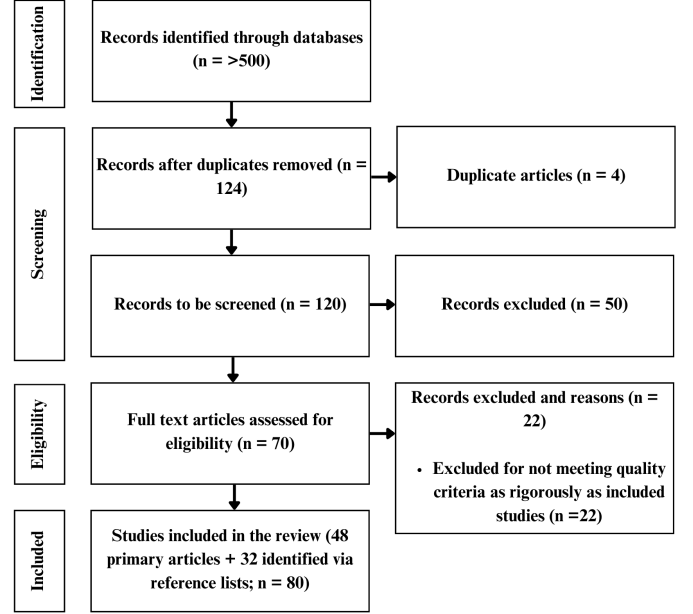 Identification
Records identified through databases
(n = >500)
Screening
Records after duplicates removed (n =
124)
Duplicate articles (n = 4)
Records to be screened (n = 120)
Records excluded (n = 50)
Eligibility
Full text articles assessed for
eligibility (n = 70)
Records excluded and reasons (n =
22)
• Excluded for not meeting quality
criteria as rigorously as included
studies (n =22)
Included
Studies included in the review (48
primary articles + 32 identified via
reference lists; n = 80)